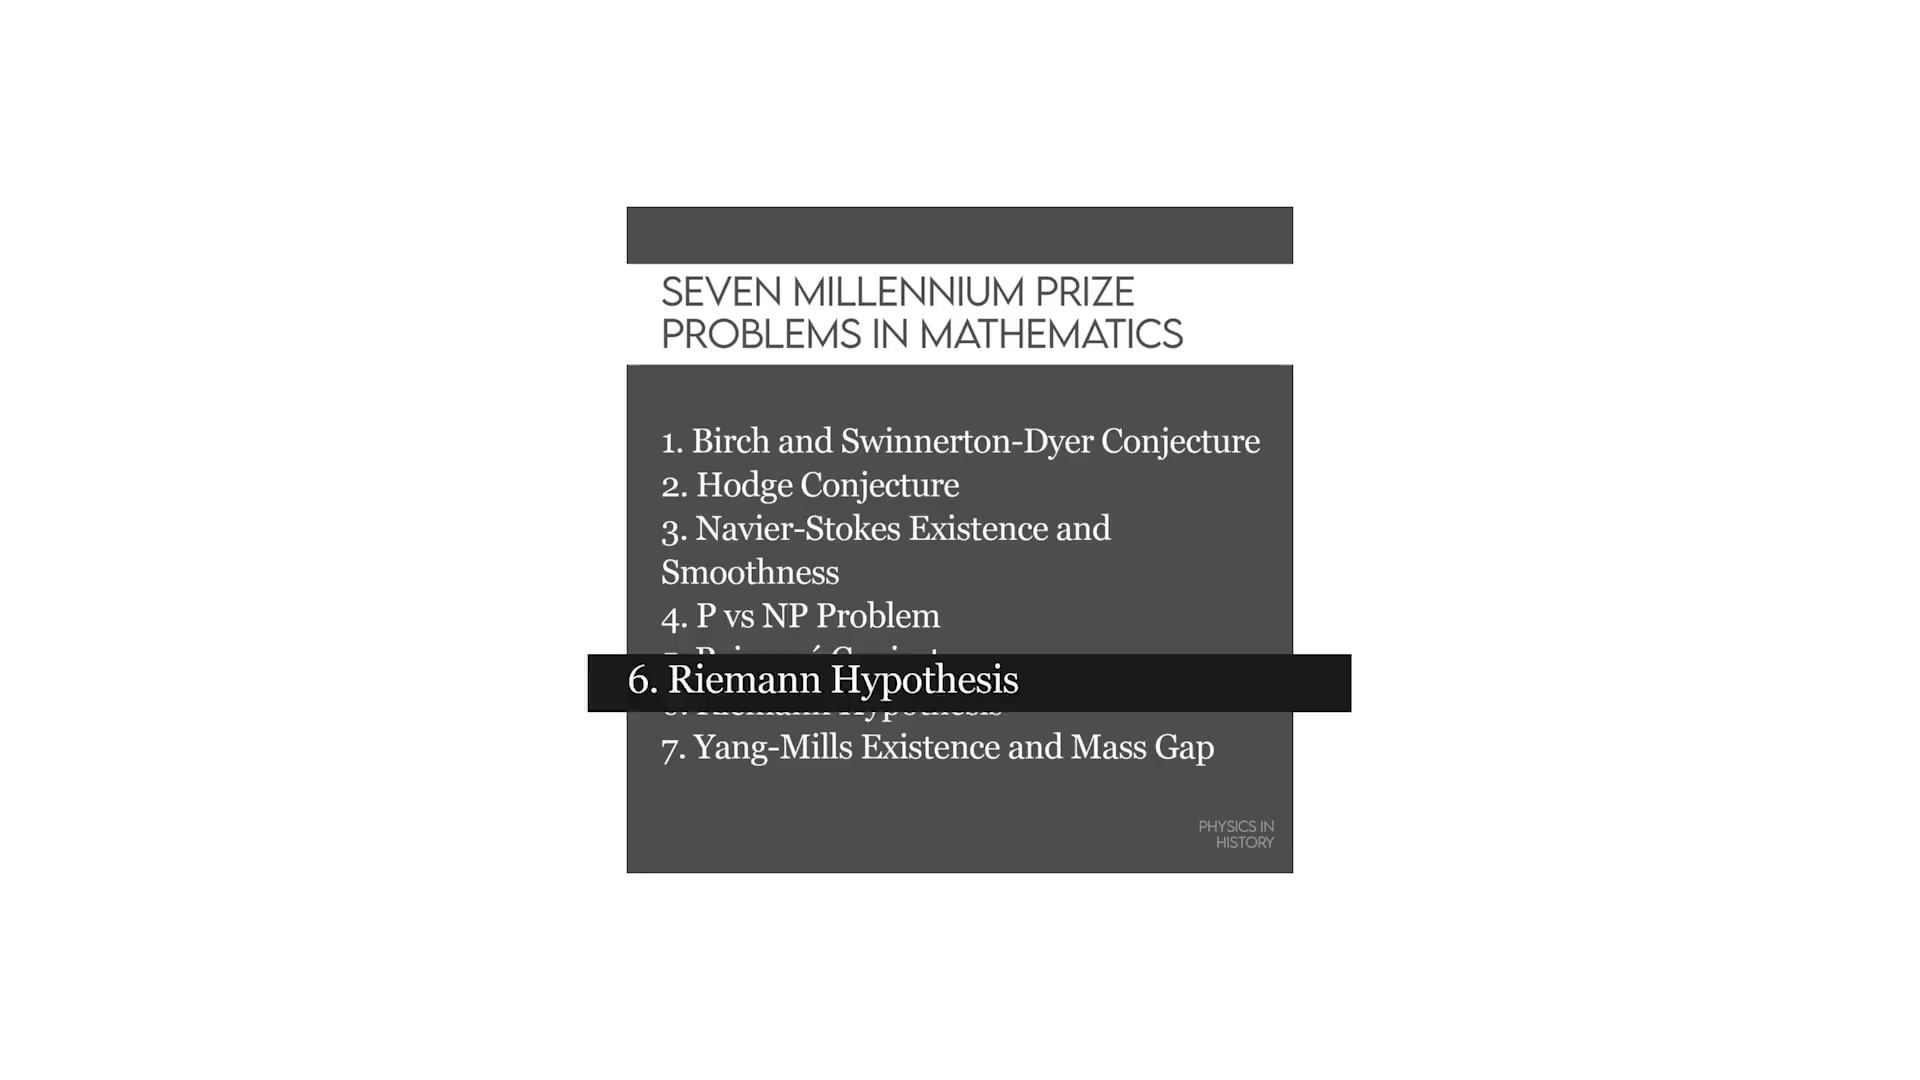 SEVEN MILLENNIUM PRIZE
PROBLEMS IN MATHEMATICS
1. Birch and Swinnerton-Dyer Conjecture
2. Hodge Conjecture
3. Navier-Stokes Existence and
Smoothness
4. P vs NP Problem
6. Riemann Hypothesis
7. Yang-Mills Existence and Mass Gap
PHYSICS IN
HISTORY